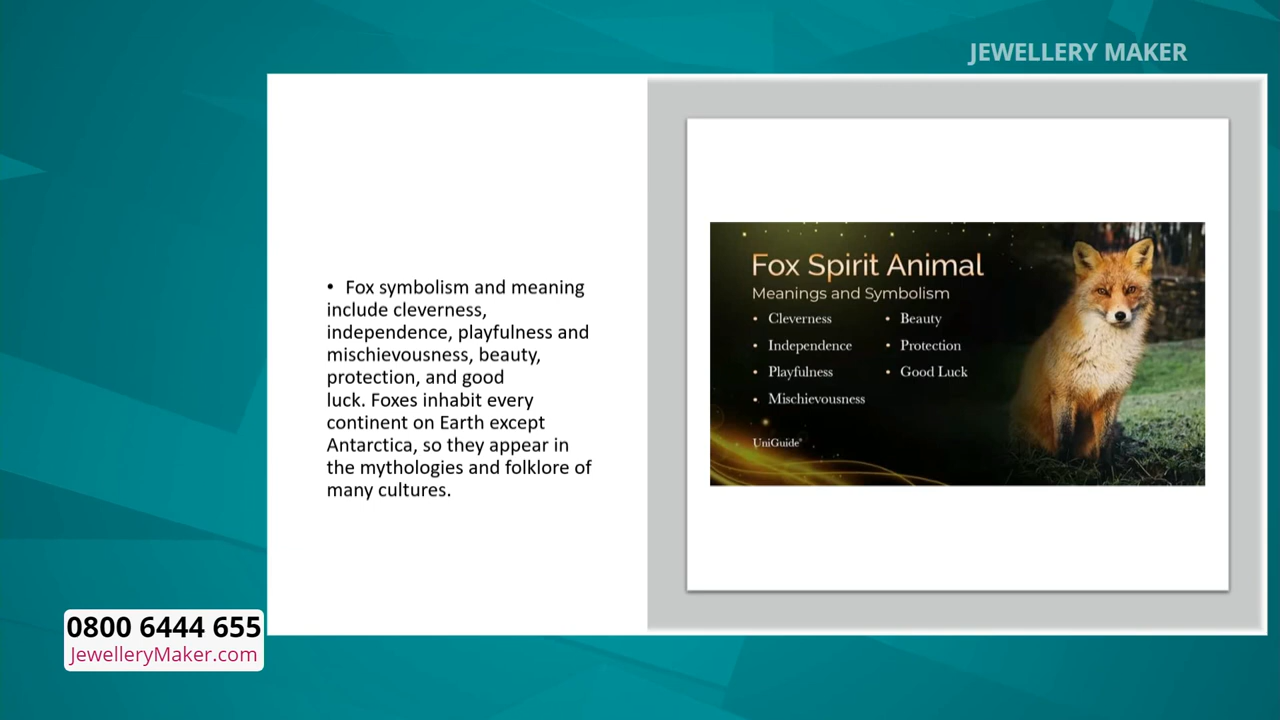 JEWELLERY MAKER
• Fox symbolism and meaning
include cleverness,
independence, playfulness and
mischievousness, beauty,
protection, and good
luck. Foxes inhabit every
continent on Earth except
Antarctica, so they appear in
the mythologies and folklore of
many cultures.
Fox Spirit Animal
Meanings and Symbolism
• Cleverness
• Independence
• Playfulness
• Mischievousness
• Beauty
• Protection
• Good Luck
UniGuide®
0800 6444 655
JewelleryMaker.com